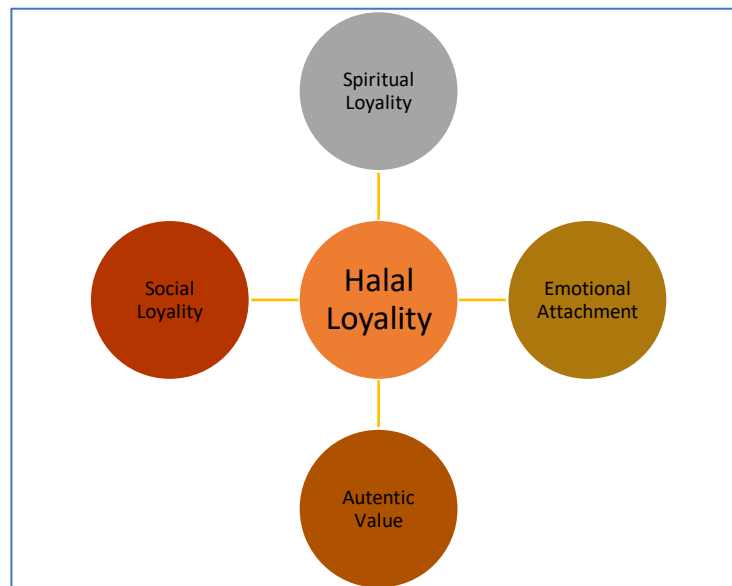 Spiritual
Loyality
Social
Loyality
Halal
Loyality
Emotional
Attachment
Autentic
Value